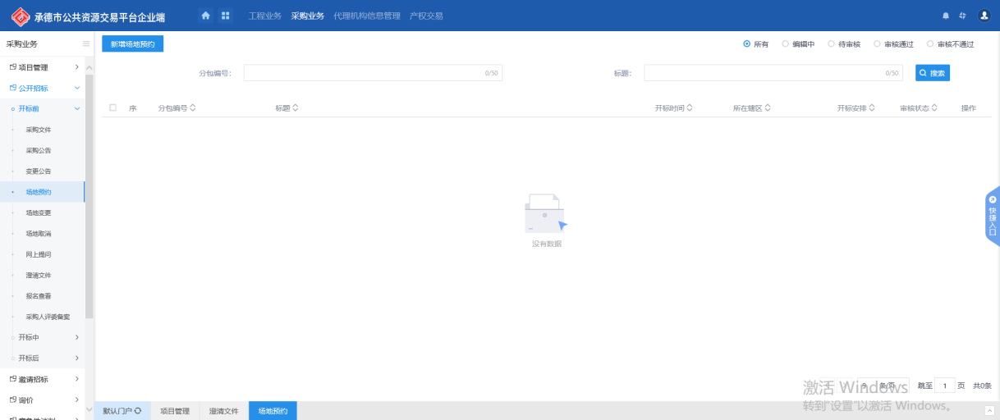 承德市公共资源交易平台企业端 工程业务 采购业务 代理机构信息管理 产权交易
采购业务
新增场地预约 所有 编辑中 待审核 审核通过 审核不通过
项目管理
分包编号： 0/50 标题： 0/50 搜索
公开招标
开标前
序 分包编号 标题 开标时间 所在辖区 开标安排 审核状态 操作
采购文件
采购公告
变更公告
场地预约
场地变更
场地取消
网上提问
澄清文件
报名查看
采购人评委备案
开标中
开标后
邀请招标
询价
没有数据
快捷入口
条/页 跳至 1 页 共0条
激活 Windows
转到"设置"以激活 Windows。
默认门户 项目管理 澄清文件 场地预约